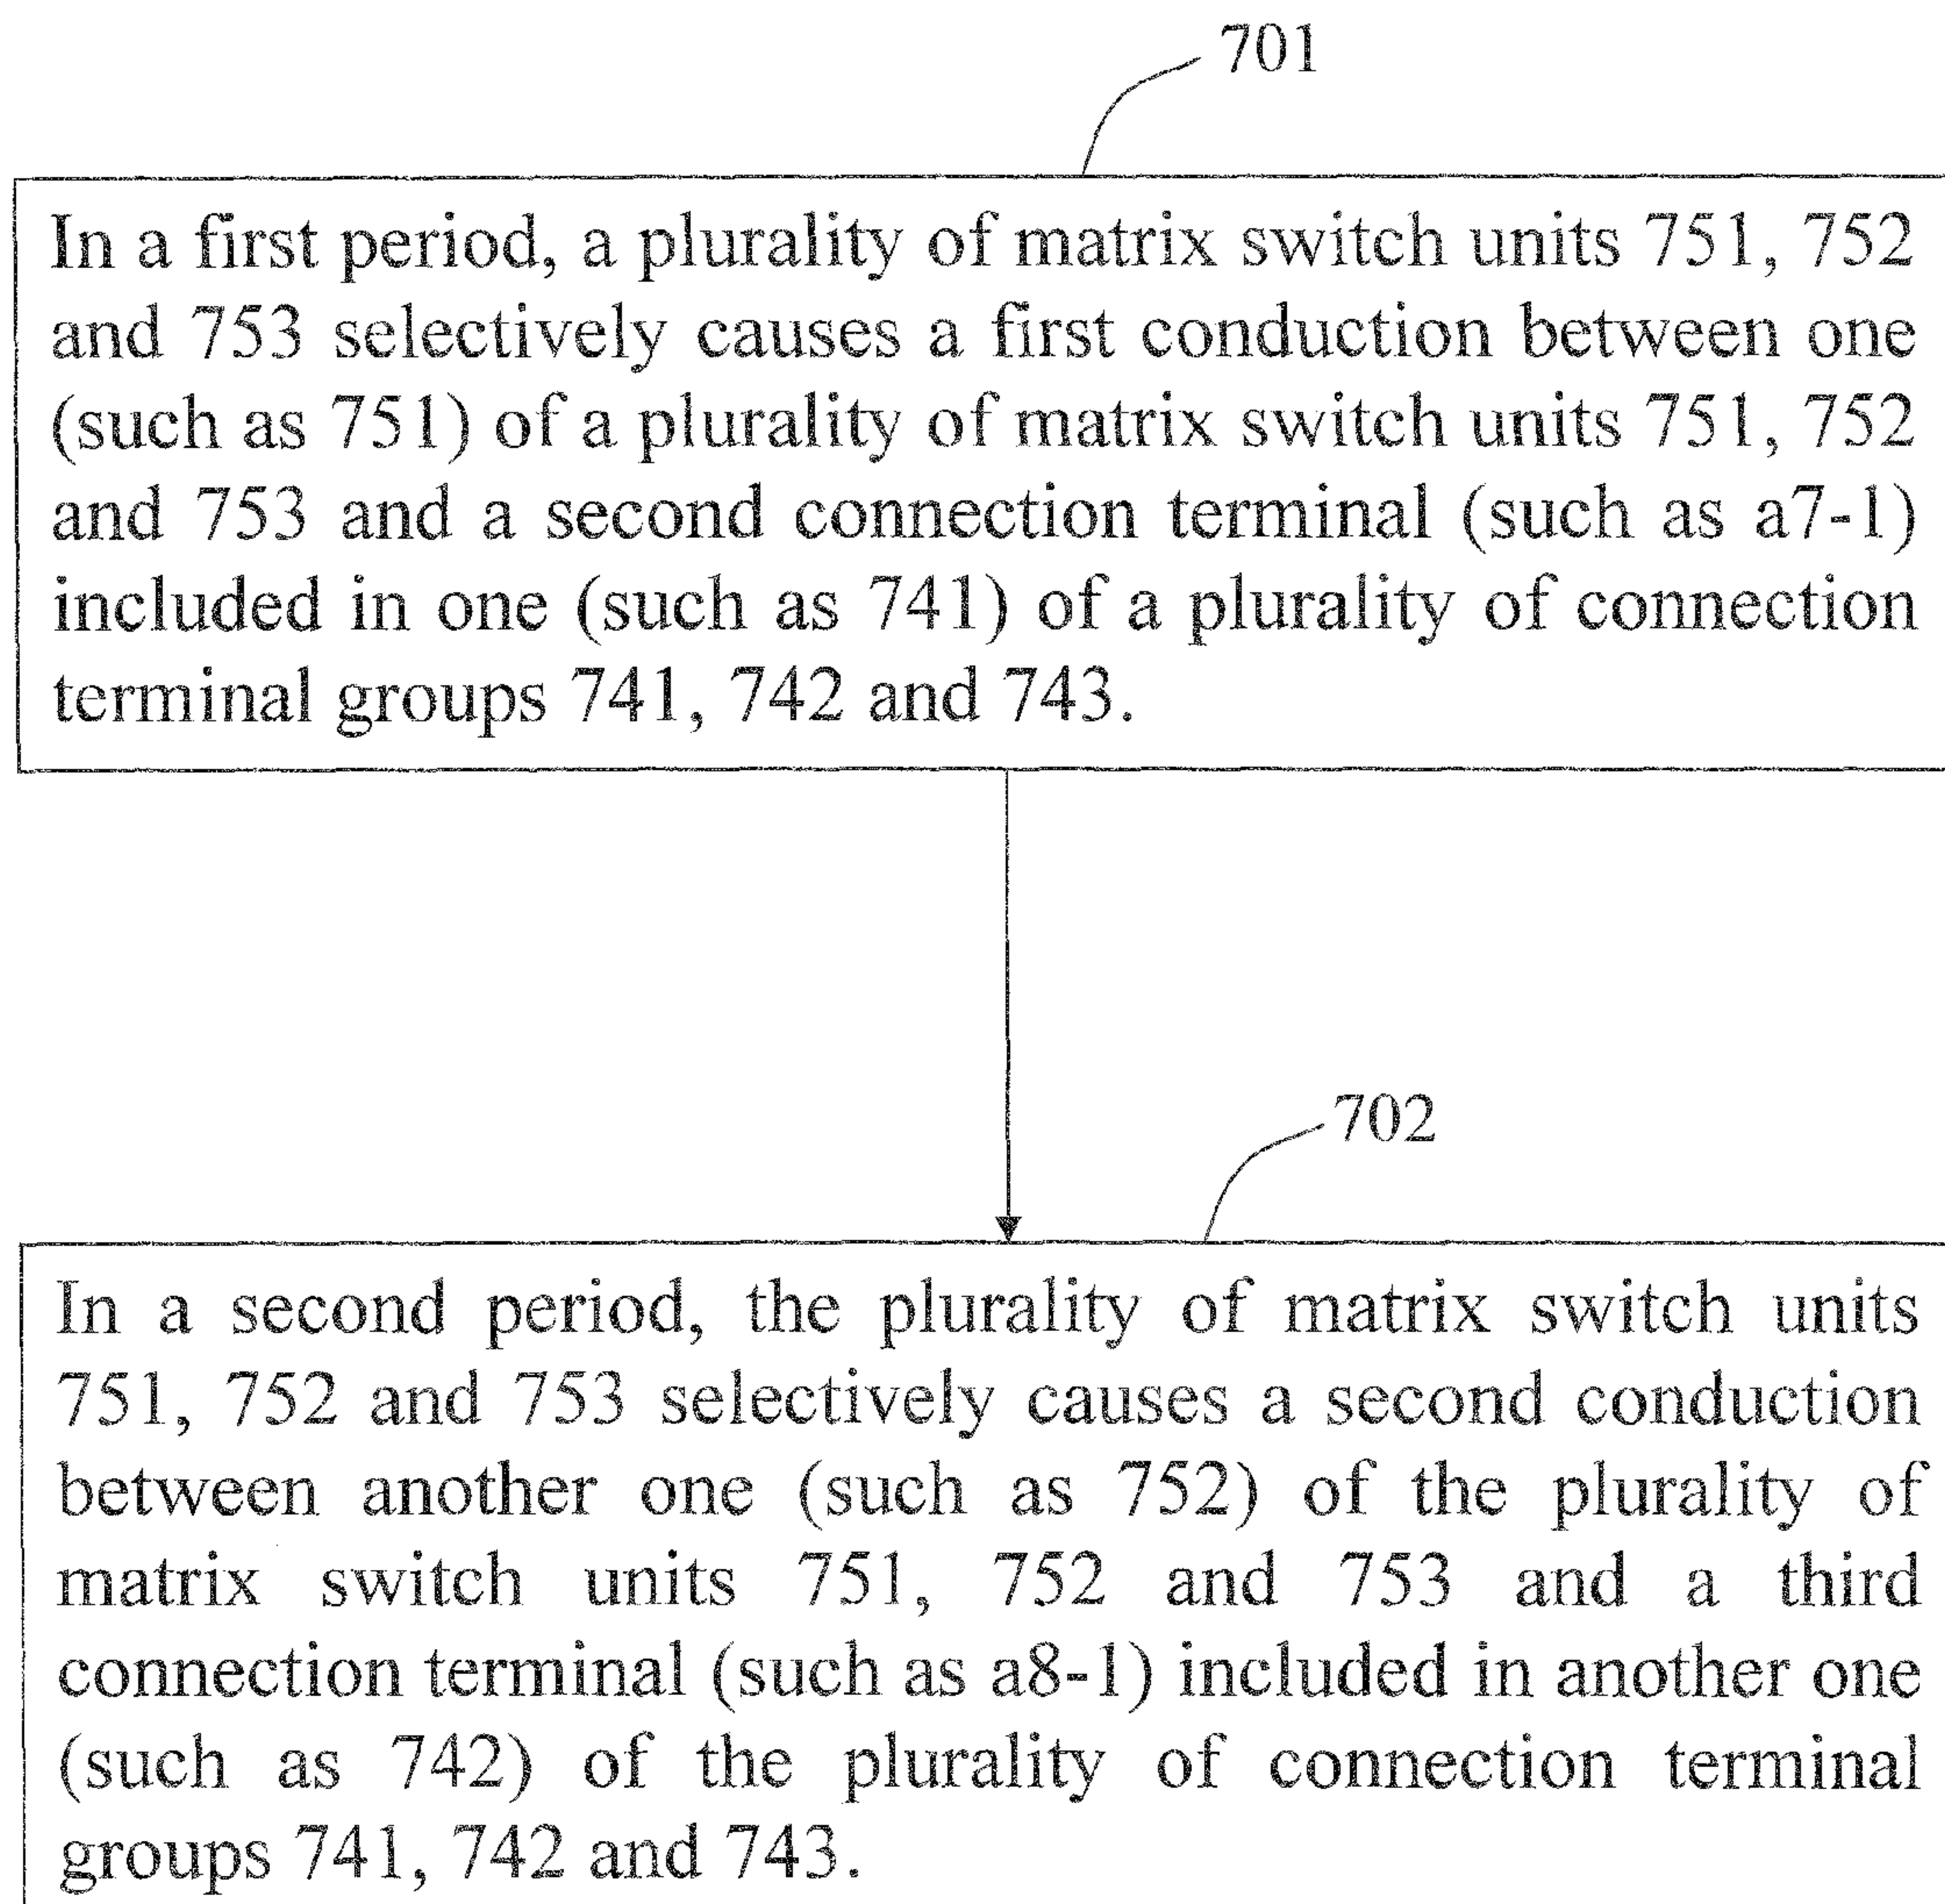 701
In a first period, a plurality of matrix switch units 751, 752
and 753 selectively causes a first conduction between one
(such as 751) of a plurality of matrix switch units 751, 752
and 753 and a second connection terminal (such as a7-1)
included in one (such as 741) of a plurality of connection
terminal groups 741, 742 and 743.
702
In a second period, the plurality of matrix switch units
751, 752 and 753 selectively causes a second conduction
between another one (such as 752) of the plurality of
matrix switch units 751, 752 and 753 and a third
connection terminal (such as a8-1) included in another one
(such as 742) of the plurality of connection terminal
groups 741, 742 and 743.